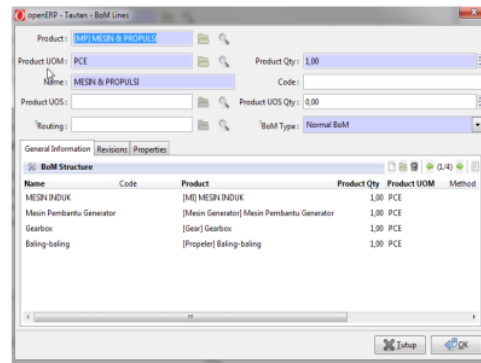 openERP - Tautan - BoM Lines
Product : [MP] MESIN & PROPULSI
Product UOM : PCE Product Qty : 1,00
Name : MESIN & PROPULSI Code :
Product UOS : Product UOS Qty : 0,00
?Routing : ?BoM Type : Normal BoM
General Information Revisions Properties
BoM Structure (1/4)
Name Code Product Product Qty Product UOM Method
MESIN INDUK [MI] MESIN INDUK 1,00 PCE
Mesin Pembantu Generator [Mesin Generator] Mesin Pembantu Generator 1,00 PCE
Gearbox [Gear] Gearbox 1,00 PCE
Baling-baling [Propeler] Baling-baling 1,00 PCE
Tutup OK